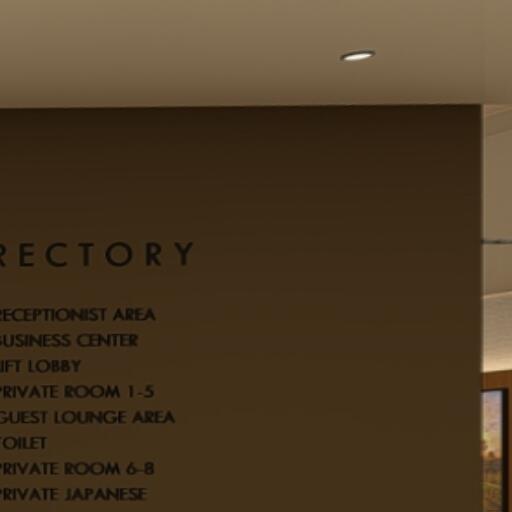 RECTORY
RECEPTIONIST AREA
BUSINESS CENTER
LIFT LOBBY
PRIVATE ROOM 1-5
GUEST LOUNGE AREA
TOILET
PRIVATE ROOM 6-8
PRIVATE JAPANESE